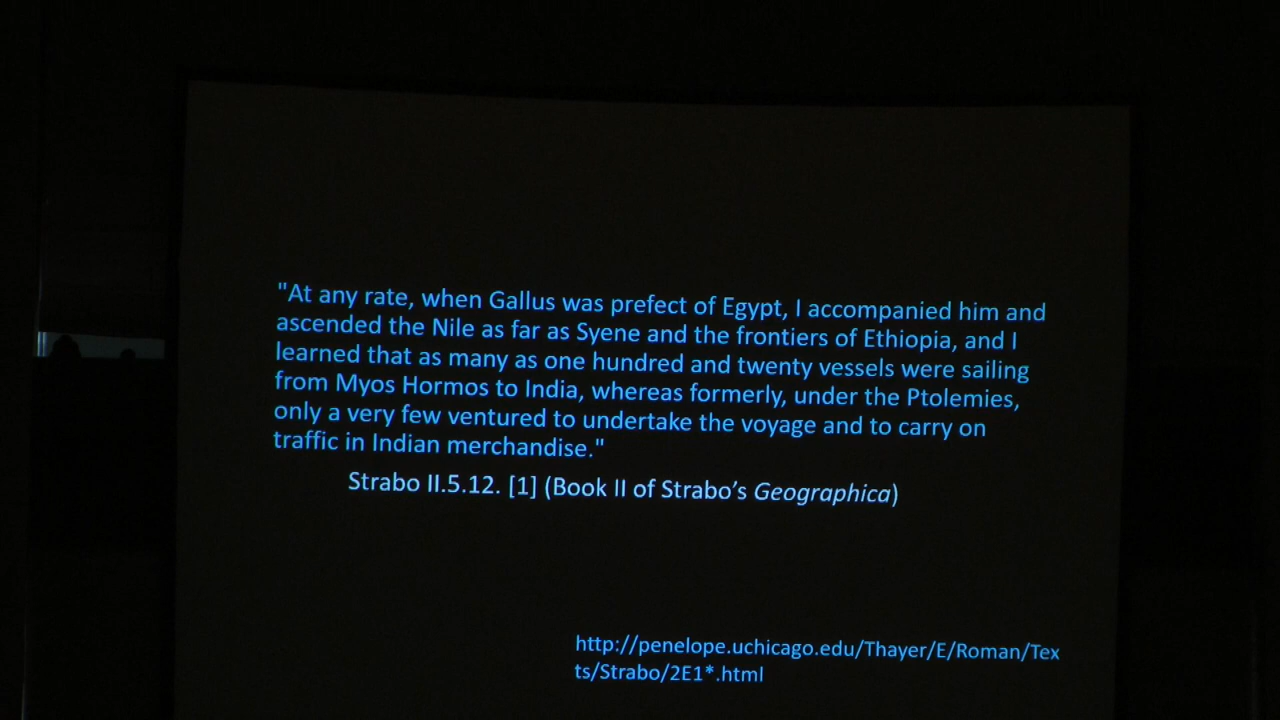 "At any rate, when Gallus was prefect of Egypt, I accompanied him and
ascended the Nile as far as Syene and the frontiers of Ethiopia, and I
learned that as many as one hundred and twenty vessels were sailing
from Myos Hormos to India, whereas formerly, under the Ptolemies,
only a very few ventured to undertake the voyage and to carry on
traffic in Indian merchandise."
Strabo II.5.12. [1] (Book II of Strabo’s Geographica)
http://penelope.uchicago.edu/Thayer/E/Roman/Tex
ts/Strabo/2E1*.html